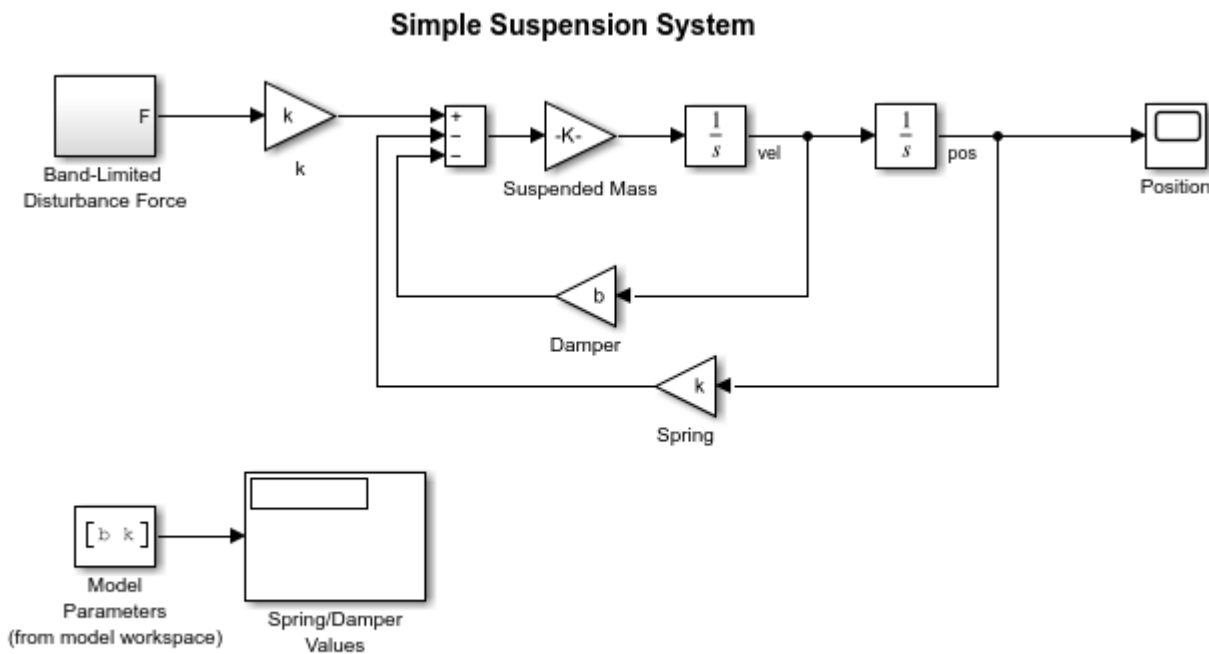 Simple Suspension System
F
Band-Limited
Disturbance Force
k
k
+
−
−
-K-
Suspended Mass
1
s
vel
1
s
pos
Position
b
Damper
k
Spring
[b k]
Model
Parameters
(from model workspace)
Spring/Damper
Values